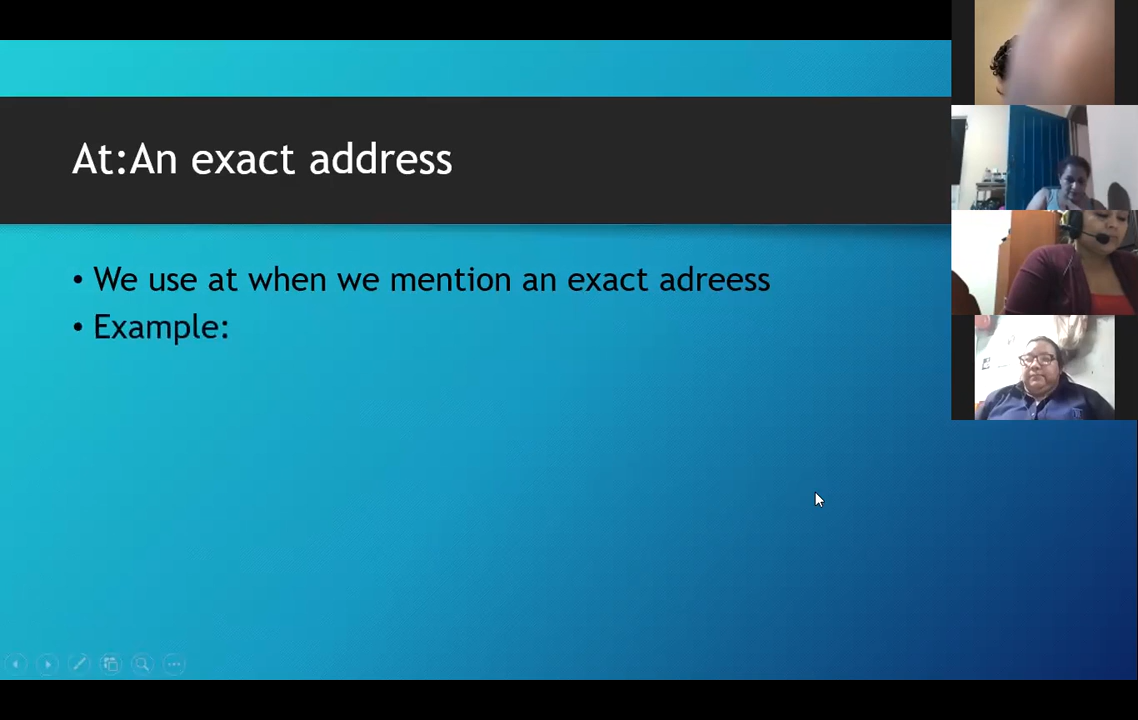 At:An exact address
• We use at when we mention an exact adreess
• Example: